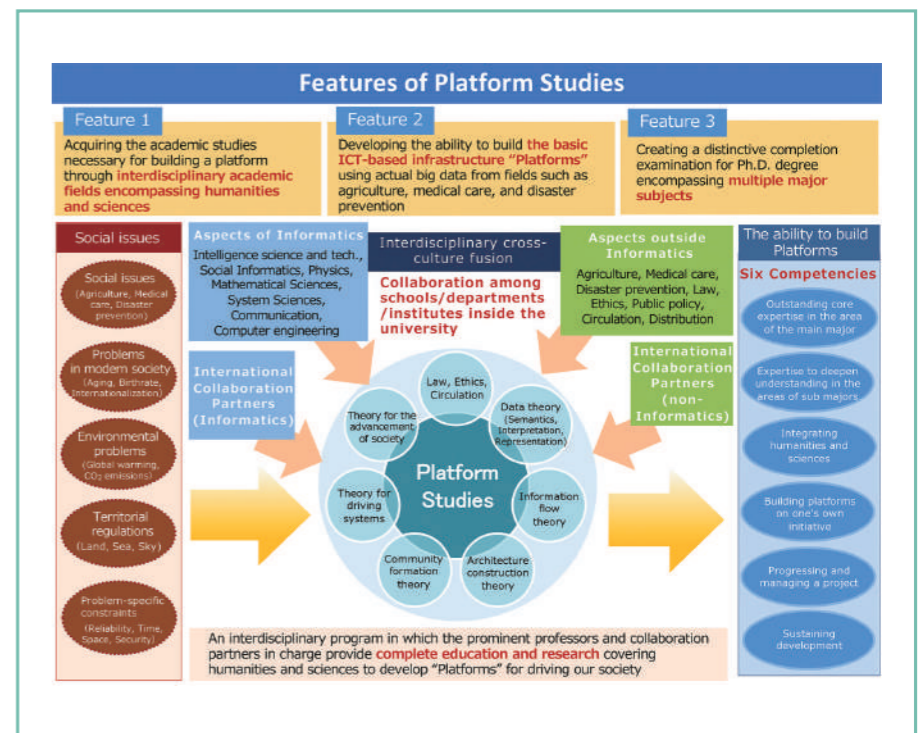 Features of Platform Studies
Feature 1
Acquiring the academic studies
necessary for building a platform
through interdisciplinary academic
fields encompassing humanities
and sciences
Feature 2
Developing the ability to build the basic
ICT-based infrastructure “Platforms”
using actual big data from fields such as
agriculture, medical care, and disaster
prevention
Feature 3
Creating a distinctive completion
examination for Ph.D. degree
encompassing multiple major
subjects
Social issues
Social issues
(Agriculture, Medical
care, Disaster
prevention)
Problems
in modern society
(Aging, Birthrate,
Internationalization)
Environmental
problems
(Global warming,
CO₂ emissions)
Territorial
regulations
(Land, Sea, Sky)
Problem-specific
constraints
(Reliability, Time,
Space, Security)
Aspects of Informatics
Intelligence science and tech.,
Social Informatics, Physics,
Mathematical Sciences,
System Sciences,
Communication,
Computer engineering
International
Collaboration
Partners
(Informatics)
Interdisciplinary cross-
culture fusion
Collaboration among
schools/departments
/institutes inside the
university
Aspects outside
Informatics
Agriculture, Medical care,
Disaster prevention, Law,
Ethics, Public policy,
Circulation, Distribution
International
Collaboration
Partners
(non-
Informatics)
Law, Ethics,
Circulation
Theory for the
advancement
of society
Data theory
(Semantics,
Interpretation,
Representation)
Platform
Studies
Theory for
driving
systems
Information
flow
theory
Community
formation
theory
Architecture
construction
theory
An interdisciplinary program in which the prominent professors and collaboration
partners in charge provide complete education and research covering
humanities and sciences to develop “Platforms” for driving our society
The ability to build
Platforms
Six Competencies
Outstanding core
expertise in the area
of the main major
Expertise to deepen
understanding in the
areas of sub majors
Integrating
humanities and
sciences
Building platforms
on one's own
initiative
Progressing and
managing a project
Sustaining
development